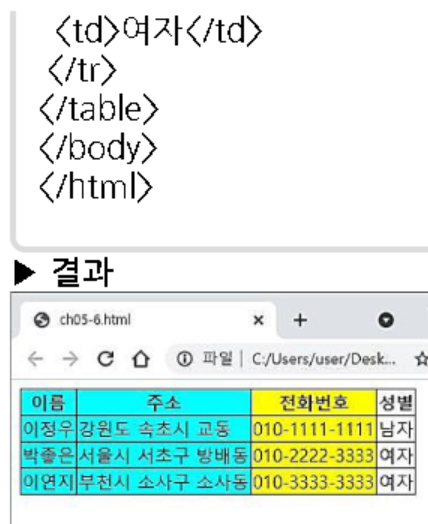 <td>여자</td>
</tr>
</table>
</body>
</html>
▶ 결과
ch05-6.html
파일 | C:/Users/user/Desk...
이름 주소 전화번호 성별
이정우 강원도 속초시 교동 010-1111-1111 남자
박좋은 서울시 서초구 방배동 010-2222-3333 여자
이연지 부천시 소사구 소사동 010-3333-3333 여자